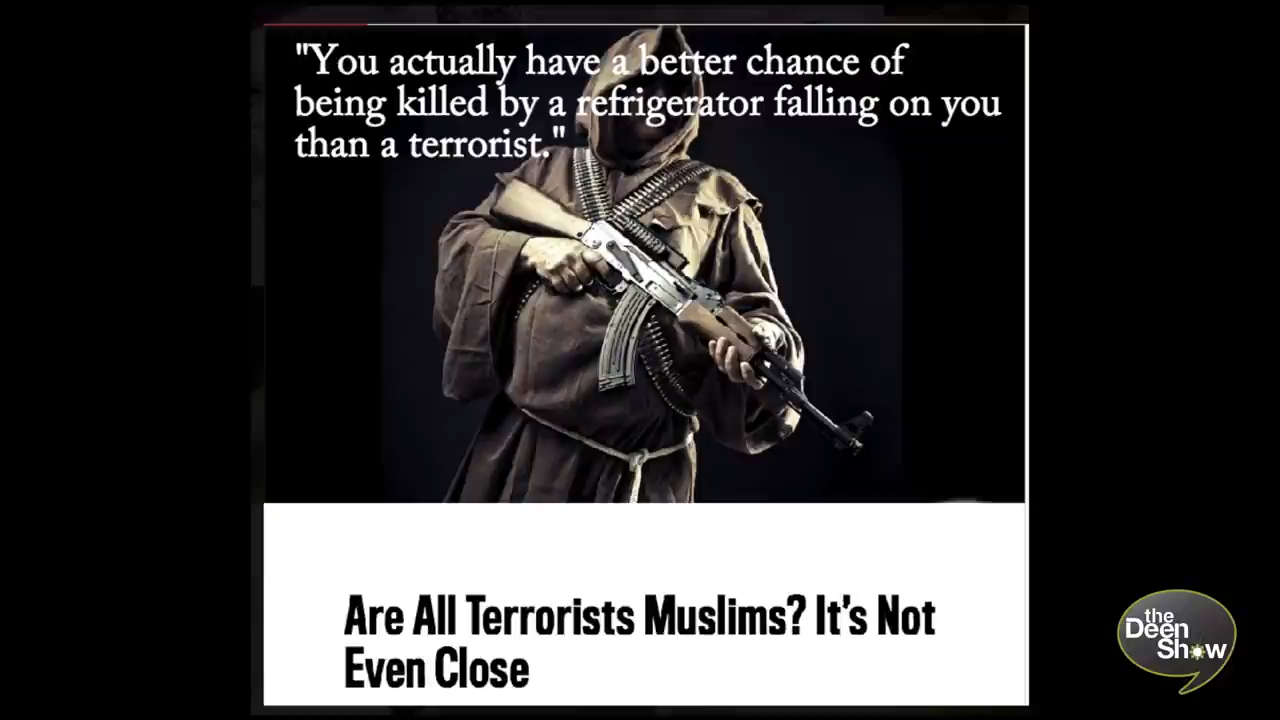 "You actually have a better chance of
being killed by a refrigerator falling on you
than a terrorist."
Are All Terrorists Muslims? It's Not
Even Close
the
Deen
Show